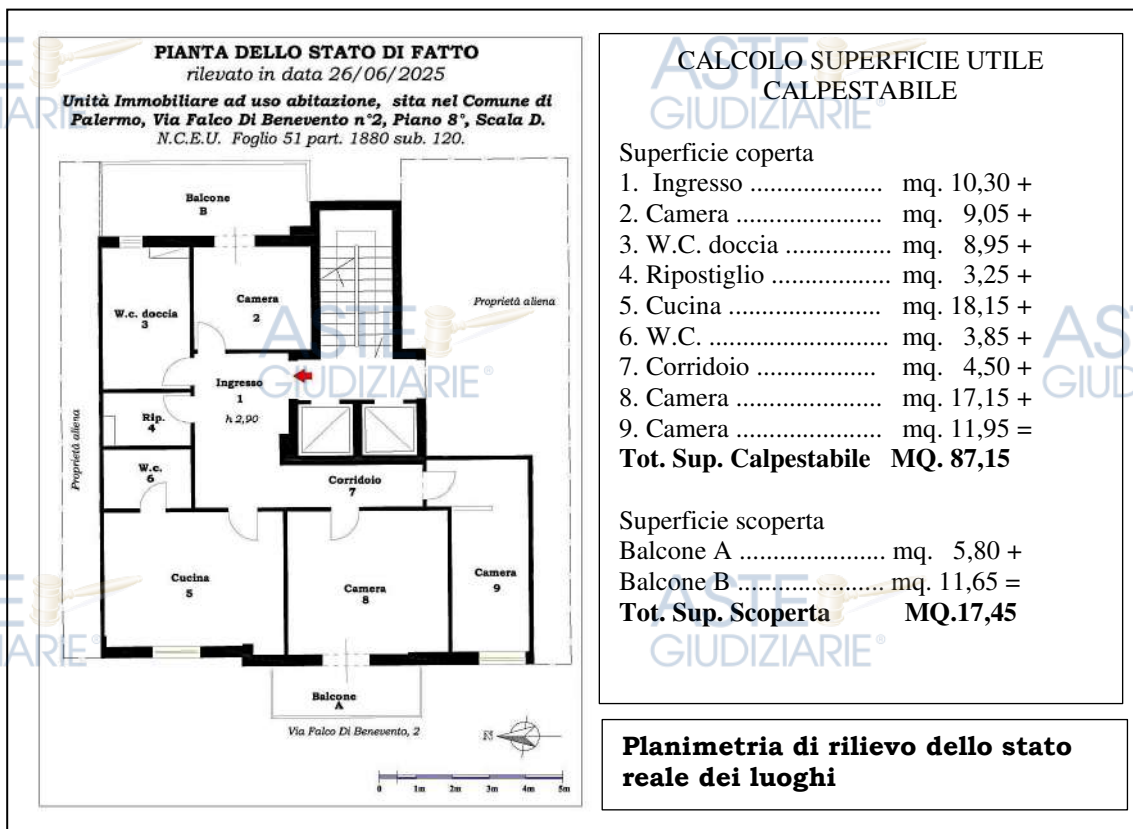 PIANTA DELLO STATO DI FATTO
rilevato in data 26/06/2025
Unità Immobiliare ad uso abitazione, sita nel Comune di
Palermo, Via Falco Di Benevento n°2, Piano 8°, Scala D.
N.C.E.U. Foglio 51 part. 1880 sub. 120.
Balcone
B
W.c. doccia
3
Camera
2
Proprietà aliena
Ingresso
1
h 2,90
Rip.
4
Proprietà aliena
W.c.
6
Corridoio
7
Cucina
5
Camera
8
Camera
9
Balcone
A
Via Falco Di Benevento, 2
N
0 1m 2m 3m 4m 5m
CALCOLO SUPERFICIE UTILE
CALPESTABILE
Superficie coperta
1. Ingresso .................... mq. 10,30 +
2. Camera ...................... mq. 9,05 +
3. W.C. doccia ................ mq. 8,95 +
4. Ripostiglio ................... mq. 3,25 +
5. Cucina ....................... mq. 18,15 +
6. W.C. .......................... mq. 3,85 +
7. Corridoio .................. mq. 4,50 +
8. Camera ...................... mq. 17,15 +
9. Camera ...................... mq. 11,95 =
Tot. Sup. Calpestabile MQ. 87,15
Superficie scoperta
Balcone A ...................... mq. 5,80 +
Balcone B ...................... mq. 11,65 =
Tot. Sup. Scoperta MQ.17,45
Planimetria di rilievo dello stato
reale dei luoghi
ASTE
GIUDIZIARIE®
ASTE
GIUDIZIARIE®
ASTE
GIUDIZIARIE®